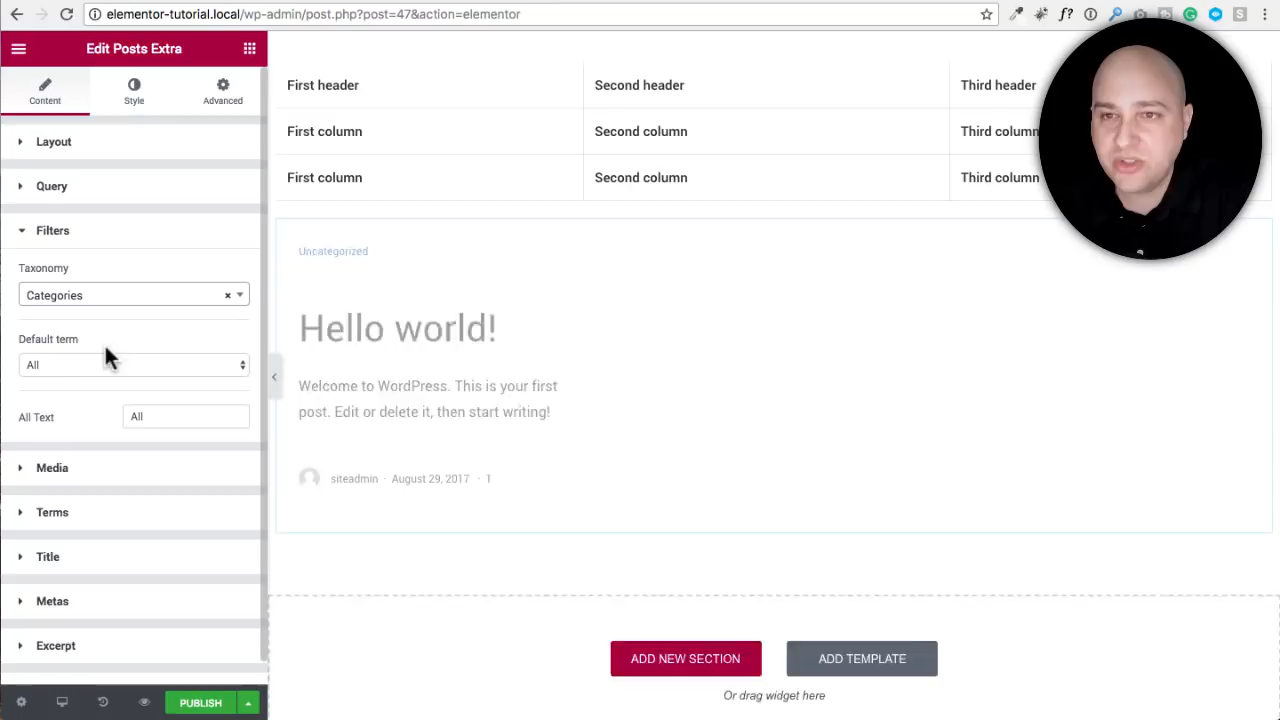 elementor-tutorial.local/wp-admin/post.php?post=47&action=elementor
Edit Posts Extra
Content
Style
Advanced
Layout
Query
Filters
Taxonomy
Categories
Default term
All
All Text
All
Media
Terms
Title
Metas
Excerpt
PUBLISH
First header
Second header
Third header
First column
Second column
Third column
First column
Second column
Third column
Uncategorized
Hello world!
Welcome to WordPress. This is your first
post. Edit or delete it, then start writing!
siteadmin · August 29, 2017 · 1
ADD NEW SECTION
ADD TEMPLATE
Or drag widget here